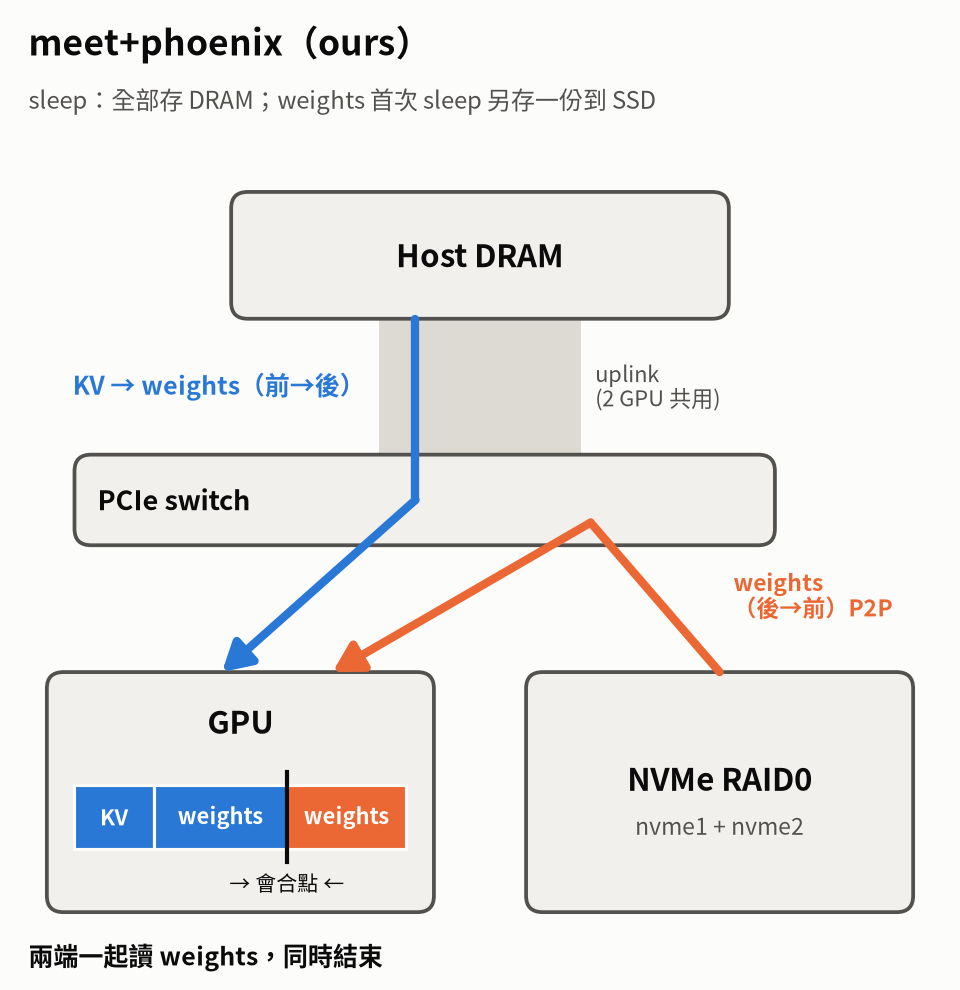 meet+phoenix（ours）
sleep：全部存 DRAM；weights 首次 sleep 另存一份到 SSD
Host DRAM
KV → weights（前→後）
uplink
(2 GPU 共用)
PCIe switch
weights
（後→前）P2P
GPU
KV
weights
weights
→ 會合點 ←
NVMe RAID0
nvme1 + nvme2
兩端一起讀 weights，同時結束